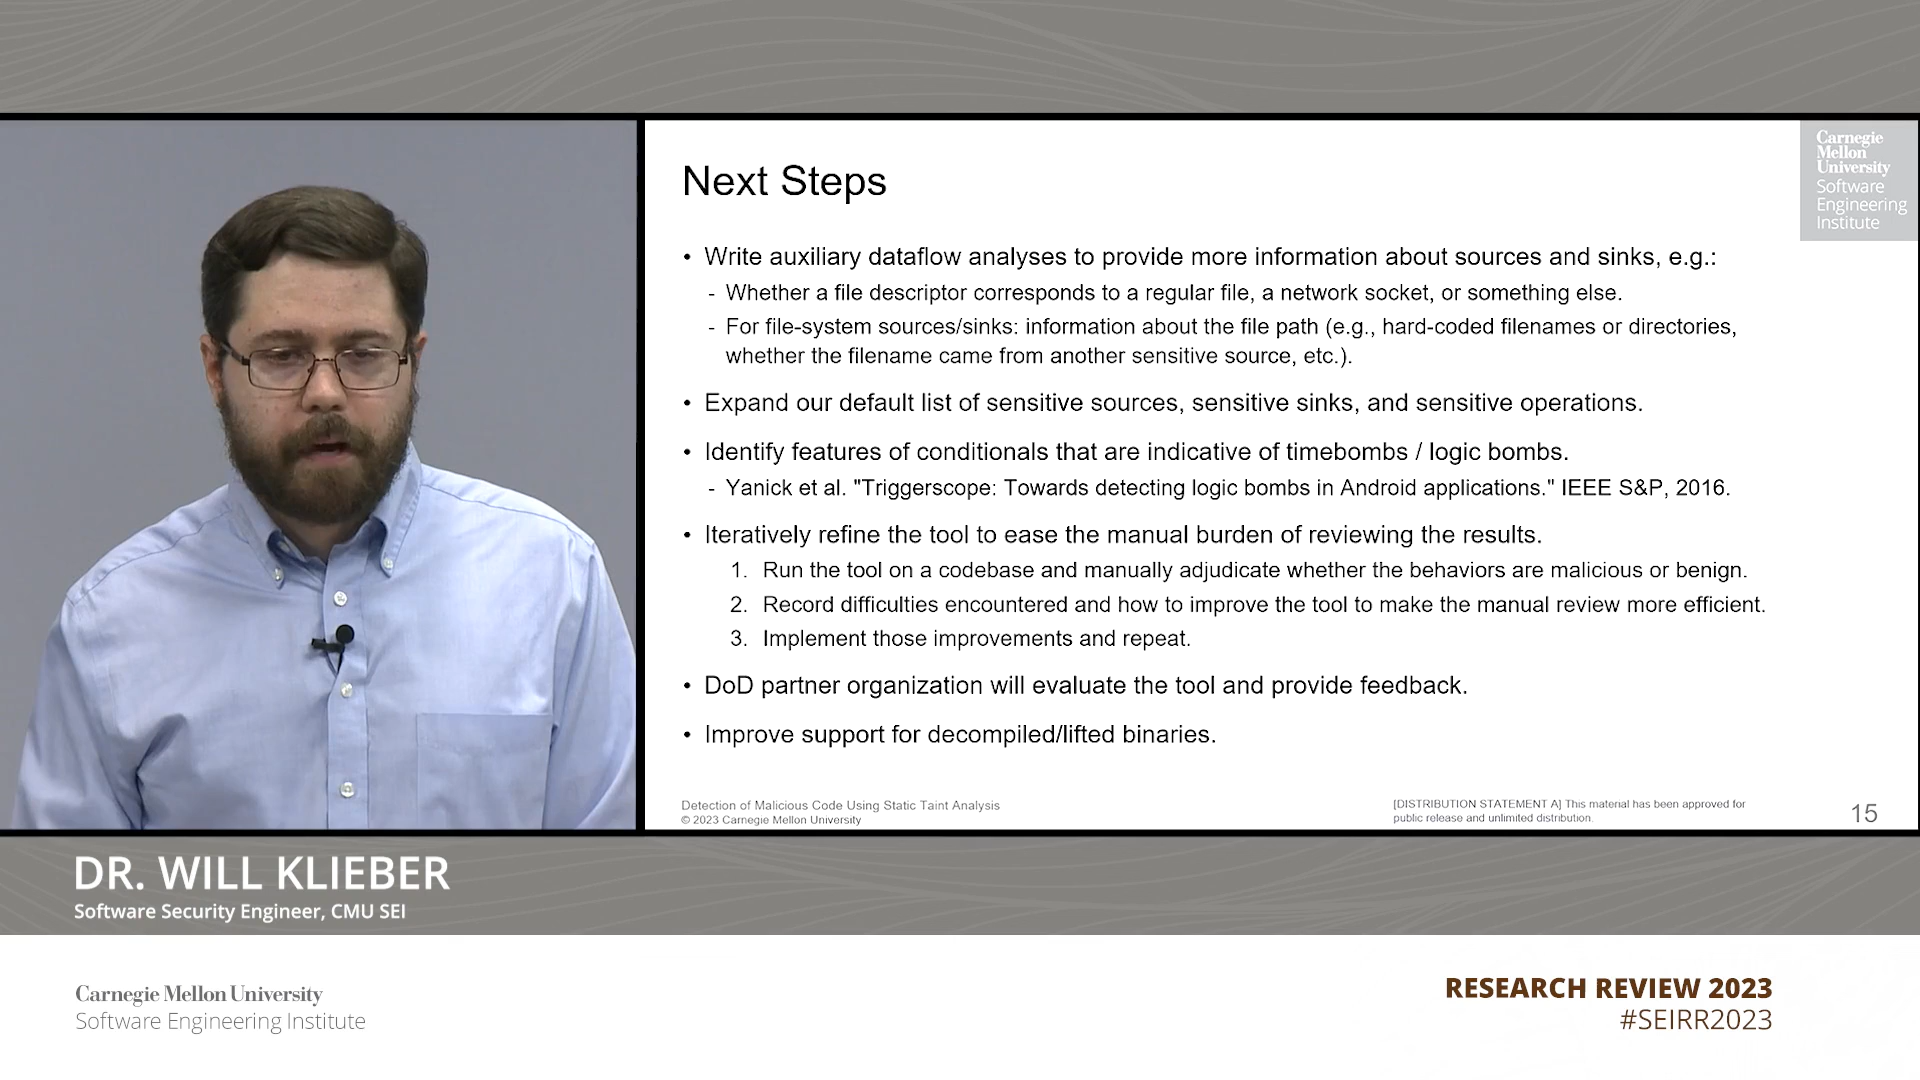 Carnegie
Mellon
University
Software
Engineering
Institute
Next Steps
• Write auxiliary dataflow analyses to provide more information about sources and sinks, e.g.:
- Whether a file descriptor corresponds to a regular file, a network socket, or something else.
- For file-system sources/sinks: information about the file path (e.g., hard-coded filenames or directories,
whether the filename came from another sensitive source, etc.).
• Expand our default list of sensitive sources, sensitive sinks, and sensitive operations.
• Identify features of conditionals that are indicative of timebombs / logic bombs.
- Yanick et al. "Triggerscope: Towards detecting logic bombs in Android applications." IEEE S&P, 2016.
• Iteratively refine the tool to ease the manual burden of reviewing the results.
1. Run the tool on a codebase and manually adjudicate whether the behaviors are malicious or benign.
2. Record difficulties encountered and how to improve the tool to make the manual review more efficient.
3. Implement those improvements and repeat.
• DoD partner organization will evaluate the tool and provide feedback.
• Improve support for decompiled/lifted binaries.
Detection of Malicious Code Using Static Taint Analysis
© 2023 Carnegie Mellon University
[DISTRIBUTION STATEMENT A] This material has been approved for
public release and unlimited distribution.
15
DR. WILL KLIEBER
Software Security Engineer, CMU SEI
Carnegie Mellon University
Software Engineering Institute
RESEARCH REVIEW 2023
#SEIRR2023